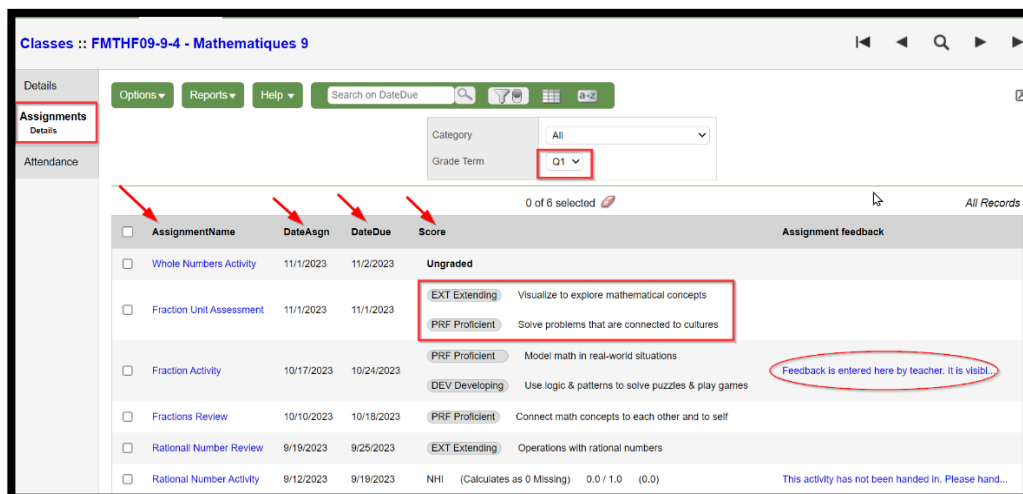 Classes :: FMTHF09-9-4 - Mathematiques 9
Details
Options Reports Help Search on DateDue a-z
Assignments
Details
Category All
Attendance
Grade Term Q1
0 of 6 selected All Records
AssignmentName DateAsgn DateDue Score Assignment feedback
Whole Numbers Activity 11/1/2023 11/2/2023 Ungraded
EXT Extending Visualize to explore mathematical concepts
Fraction Unit Assessment 11/1/2023 11/1/2023
PRF Proficient Solve problems that are connected to cultures
PRF Proficient Model math in real-world situations
Fraction Activity 10/17/2023 10/24/2023 Feedback is entered here by teacher. It is visibl...
DEV Developing Use logic & patterns to solve puzzles & play games
Fractions Review 10/10/2023 10/18/2023 PRF Proficient Connect math concepts to each other and to self
Rationall Number Review 9/19/2023 9/25/2023 EXT Extending Operations with rational numbers
Rational Number Activity 9/12/2023 9/19/2023 NHI (Calculates as 0 Missing) 0.0 / 1.0 (0.0) This activity has not been handed in. Please hand...